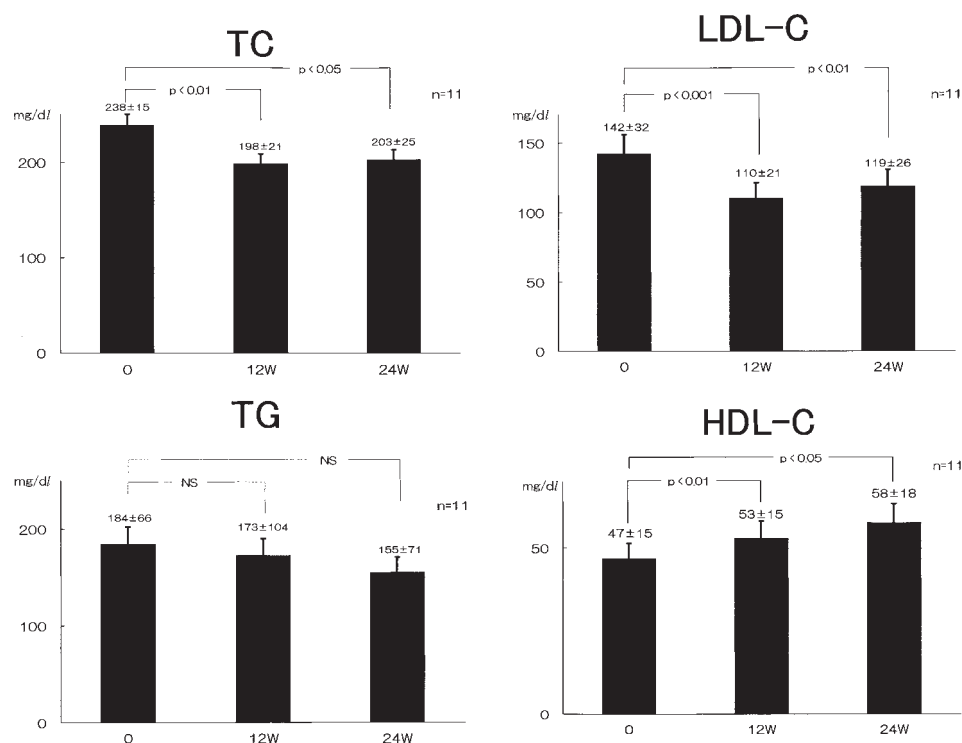 TC
p<0.05
p<0.01
n=11
mg/dl
238±15
198±21
203±25
200
0
0 12W 24W
LDL-C
p<0.01
p<0.001
n=11
mg/dl
142±32
110±21
119±26
150
100
50
0
0 12W 24W
TG
NS
NS
n=11
mg/dl
184±66
173±104
155±71
200
100
0
0 12W 24W
HDL-C
p<0.05
p<0.01
n=11
mg/dl
47±15
53±15
58±18
50
0
0 12W 24W